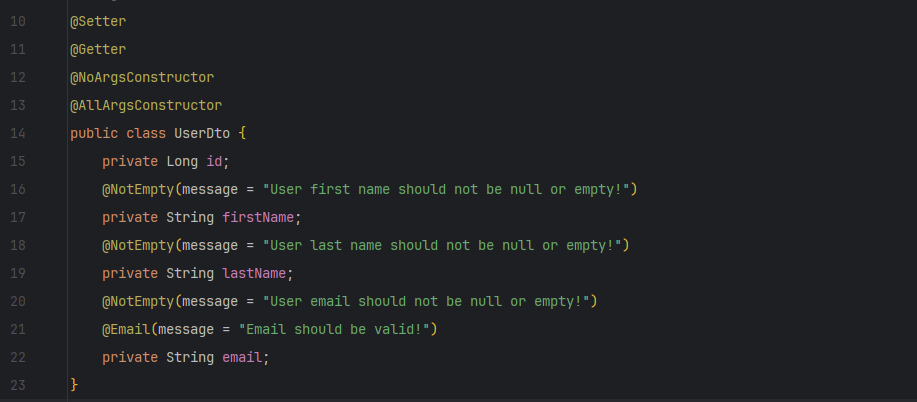 10 @Setter
11 @Getter
12 @NoArgsConstructor
13 @AllArgsConstructor
14 public class UserDto {
15 private Long id;
16 @NotEmpty(message = "User first name should not be null or empty!")
17 private String firstName;
18 @NotEmpty(message = "User last name should not be null or empty!")
19 private String lastName;
20 @NotEmpty(message = "User email should not be null or empty!")
21 @Email(message = "Email should be valid!")
22 private String email;
23 }